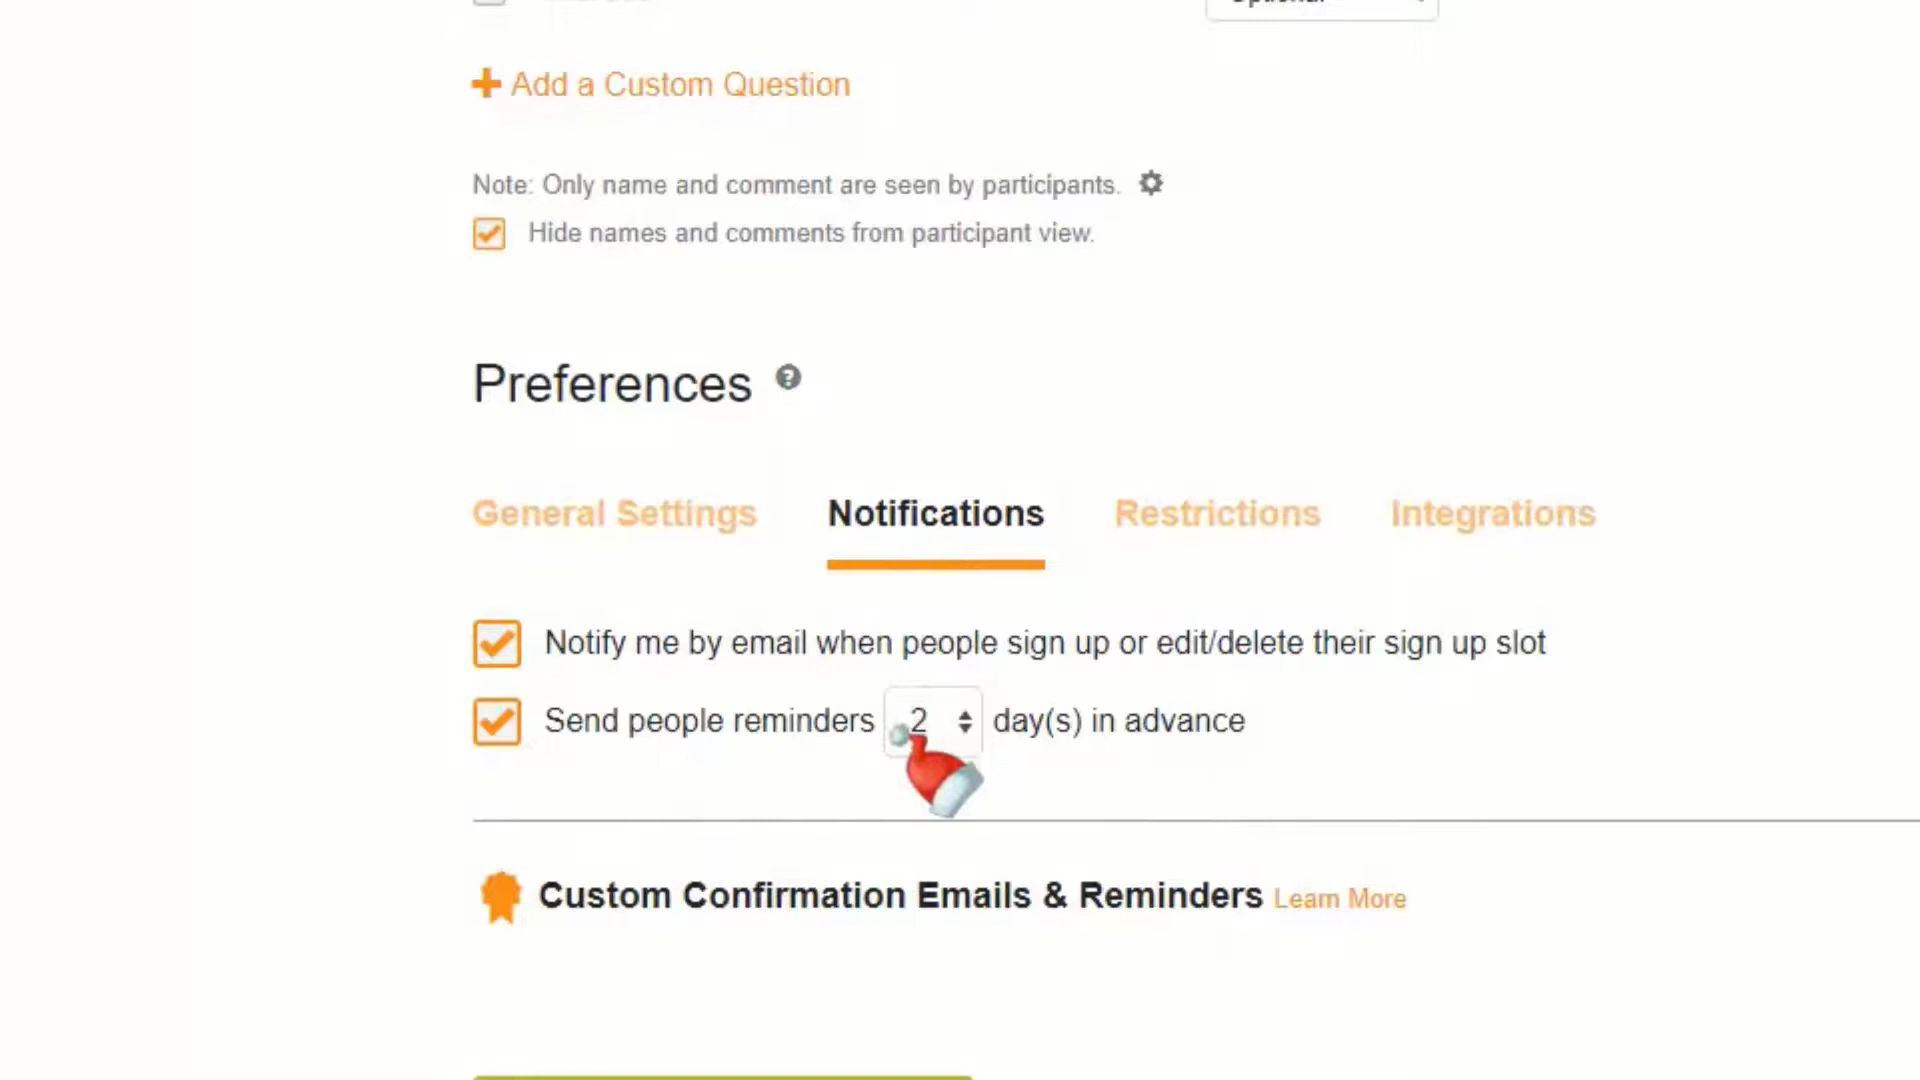 Optional
Add a Custom Question
Note: Only name and comment are seen by participants.
Hide names and comments from participant view.
Preferences
General Settings Notifications Restrictions Integrations
Notify me by email when people sign up or edit/delete their sign up slot
Send people reminders 2 day(s) in advance
Custom Confirmation Emails & Reminders Learn More